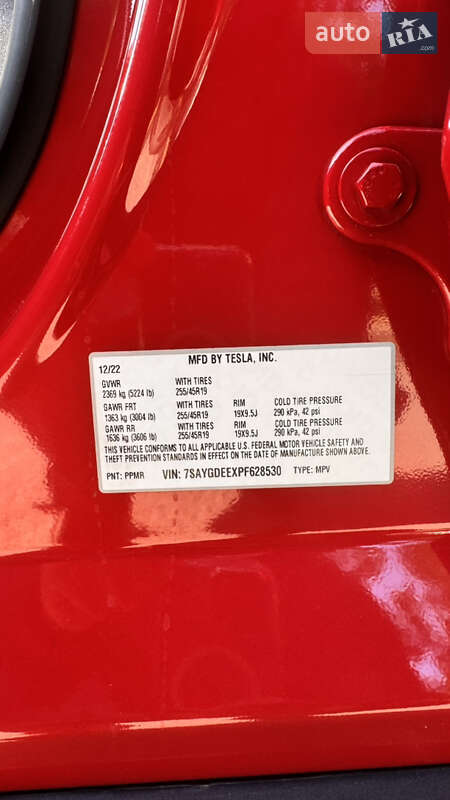 auto RIA .com
MFD BY TESLA, INC.
12/22
GVWR WITH TIRES
2369 kg (5224 lb) 255/45R19
GAWR FRT WITH TIRES RIM COLD TIRE PRESSURE
1363 kg (3004 lb) 255/45R19 19X9.5J 290 kPa, 42 psi
GAWR RR WITH TIRES RIM COLD TIRE PRESSURE
1636 kg (3606 lb) 255/45R19 19X9.5J 290 kPa, 42 psi
THIS VEHICLE CONFORMS TO ALL APPLICABLE U.S. FEDERAL MOTOR VEHICLE SAFETY AND
THEFT PREVENTION STANDARDS IN EFFECT ON THE DATE OF MANUFACTURE SHOWN ABOVE.
PNT: PPMR VIN: 7SAYGDEEXPF628530 TYPE: MPV